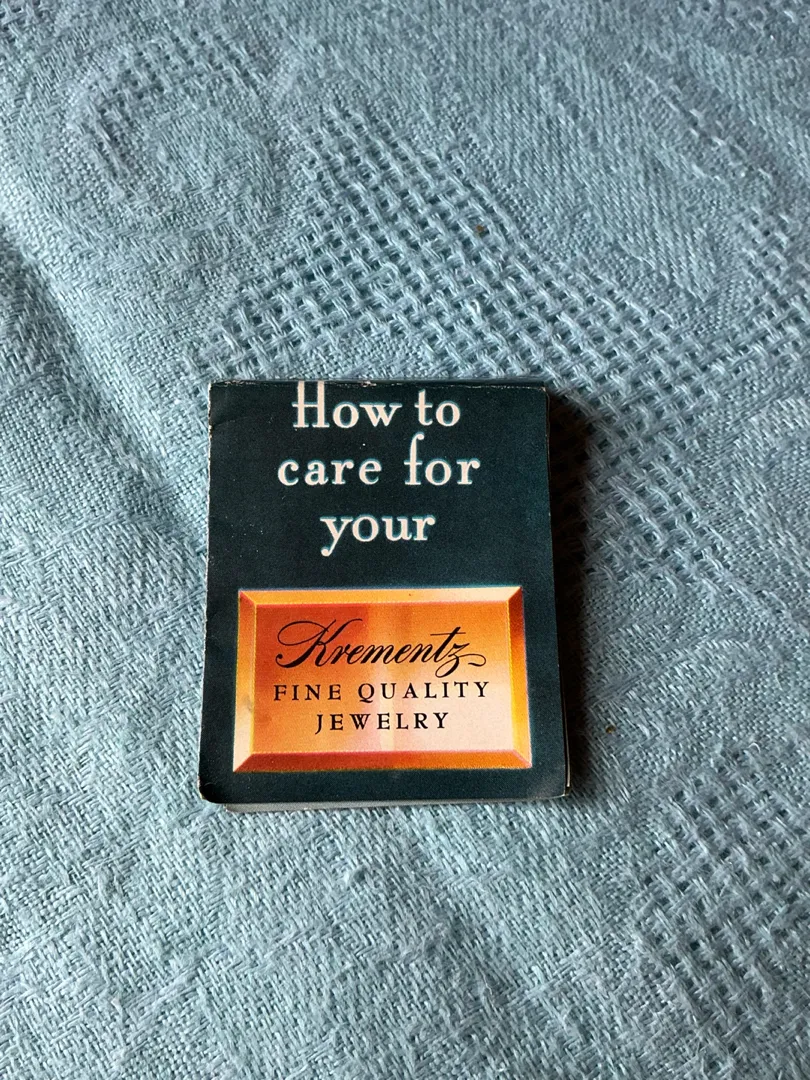 How to
care for
your
Krementz
FINE QUALITY
JEWELRY